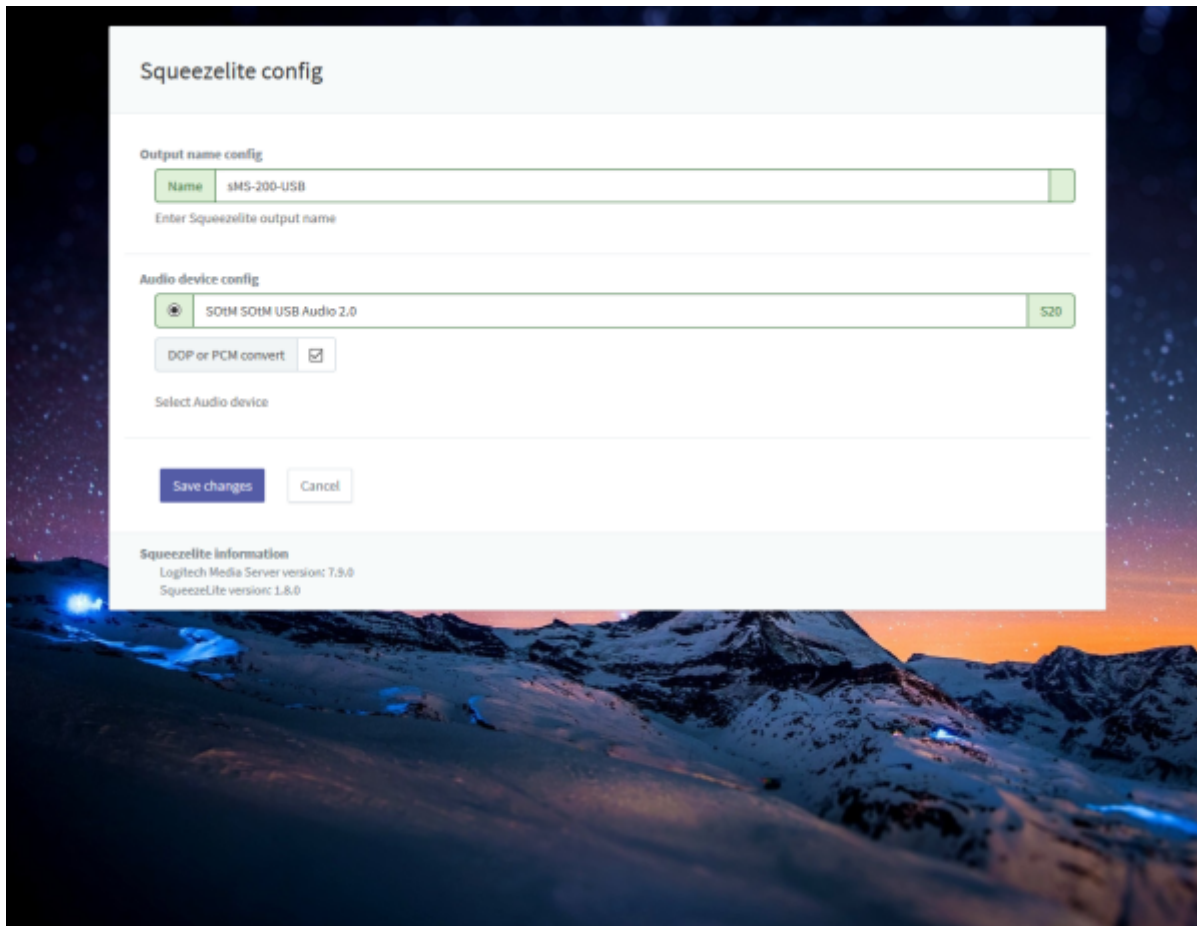 Squeezelite config
Output name config
Name sMS-200-USB
Enter Squeezelite output name
Audio device config
SOtM SOtM USB Audio 2.0 S20
DOP or PCM convert
Select Audio device
Save changes Cancel
Squeezelite information
Logitech Media Server version: 7.9.0
SqueezeLite version: 1.8.0